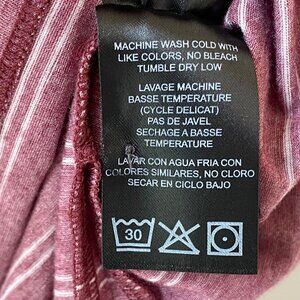 MACHINE WASH COLD WITH
LIKE COLORS, NO BLEACH
TUMBLE DRY LOW
LAVAGE MACHINE
BASSE TEMPERATURE
(CYCLE DELICAT)
PAS DE JAVEL
SECHAGE A BASSE
TEMPERATURE
LAVAR CON AGUA FRIA CON
COLORES SIMILARES, NO CLORO
SECAR EN CICLO BAJO
30